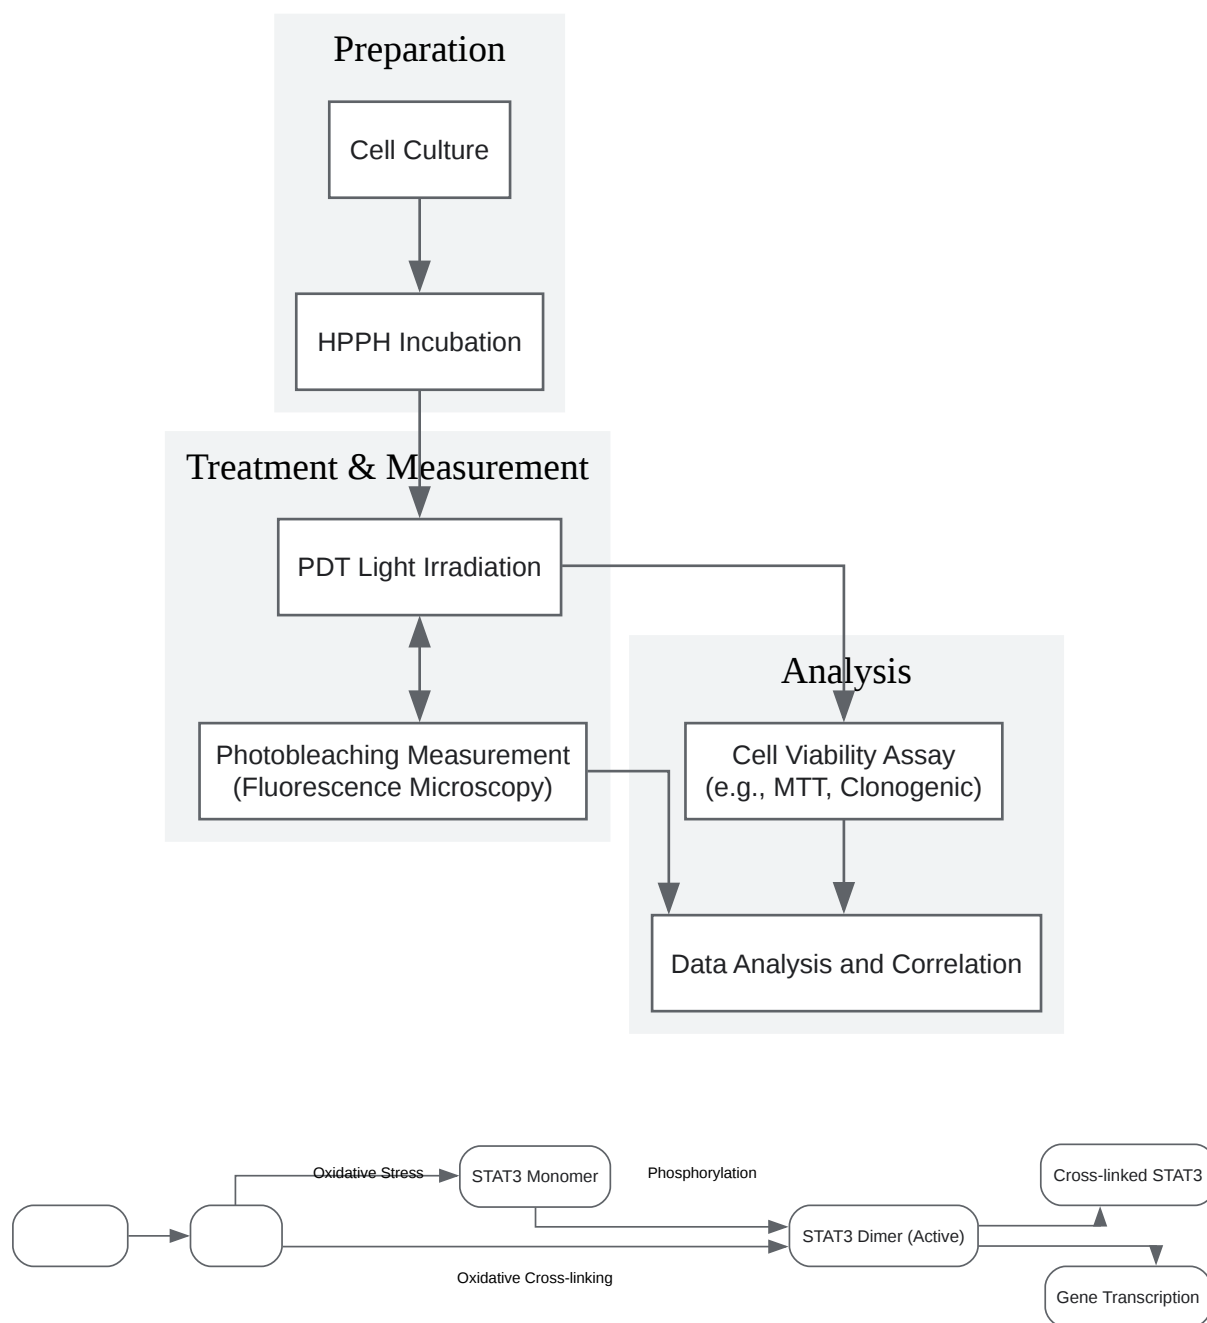 Preparation
Cell Culture
HPPH Incubation
Treatment & Measurement
PDT Light Irradiation
Photobleaching Measurement
(Fluorescence Microscopy)
Analysis
Cell Viability Assay
(e.g., MTT, Clonogenic)
Data Analysis and Correlation
Oxidative Stress
STAT3 Monomer
Phosphorylation
Cross-linked STAT3
STAT3 Dimer (Active)
Oxidative Cross-linking
Gene Transcription